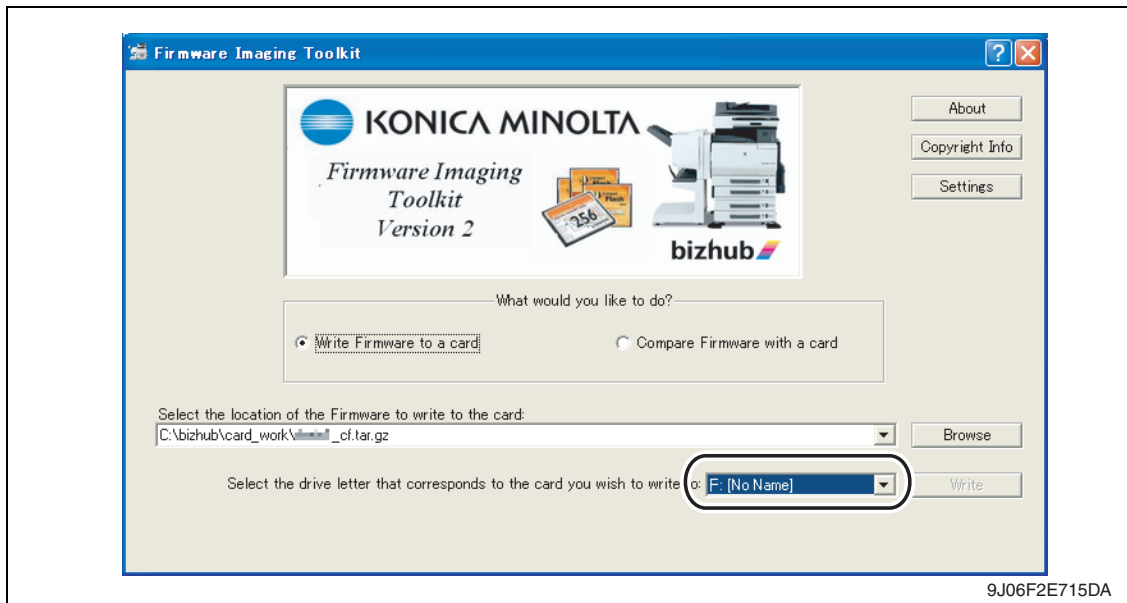 Firmware Imaging Toolkit
KONICA MINOLTA
Firmware Imaging
Toolkit
Version 2
Compact
Flash
256
bizhub
About
Copyright Info
Settings
What would you like to do?
Write Firmware to a card
Compare Firmware with a card
Select the location of the Firmware to write to the card:
C:\bizhub\card_work\ _cf.tar.gz
Browse
Select the drive letter that corresponds to the card you wish to write o: F: [No Name]
Write
9J06F2E715DA